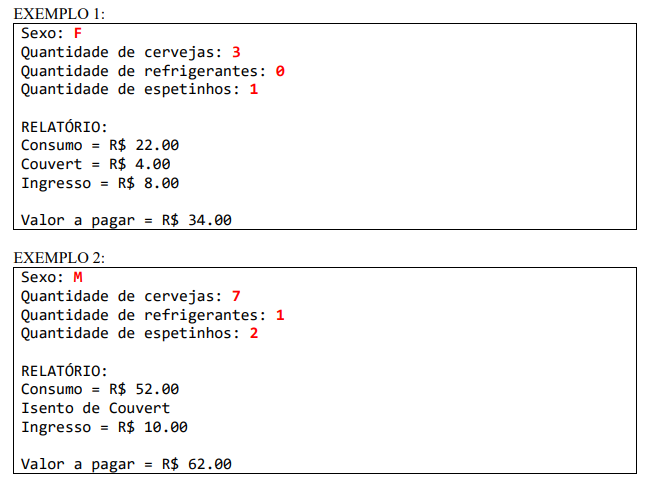 EXEMPLO 1:
Sexo: F
Quantidade de cervejas: 3
Quantidade de refrigerantes: 0
Quantidade de espetinhos: 1
RELATÓRIO:
Consumo = R$ 22.00
Couvert = R$ 4.00
Ingresso = R$ 8.00
Valor a pagar = R$ 34.00
EXEMPLO 2:
Sexo: M
Quantidade de cervejas: 7
Quantidade de refrigerantes: 1
Quantidade de espetinhos: 2
RELATÓRIO:
Consumo = R$ 52.00
Isento de Couvert
Ingresso = R$ 10.00
Valor a pagar = R$ 62.00